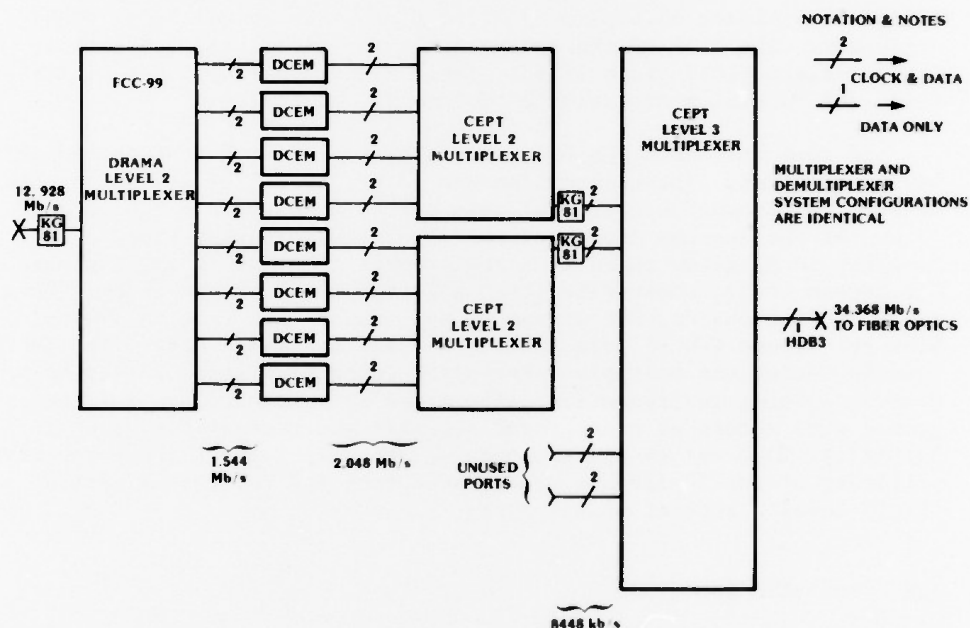 NOTATION & NOTES
2
CLOCK & DATA
1
DATA ONLY
MULTIPLEXER AND
DEMULTIPLEXER
SYSTEM CONFIGURATIONS
ARE IDENTICAL
12.928
Mb/s
KG
81
FCC-99
DRAMA
LEVEL 2
MULTIPLEXER
2
DCEM
2
2
DCEM
2
2
DCEM
2
2
DCEM
2
2
DCEM
2
2
DCEM
2
2
DCEM
2
2
DCEM
2
1.544
Mb/s
2.048 Mb/s
CEPT
LEVEL 2
MULTIPLEXER
CEPT
LEVEL 2
MULTIPLEXER
KG
81
2
KG
81
2
UNUSED
PORTS
2
2
8448 kb/s
CEPT
LEVEL 3
MULTIPLEXER
34.368 Mb/s
TO FIBER OPTICS
1
HDB3